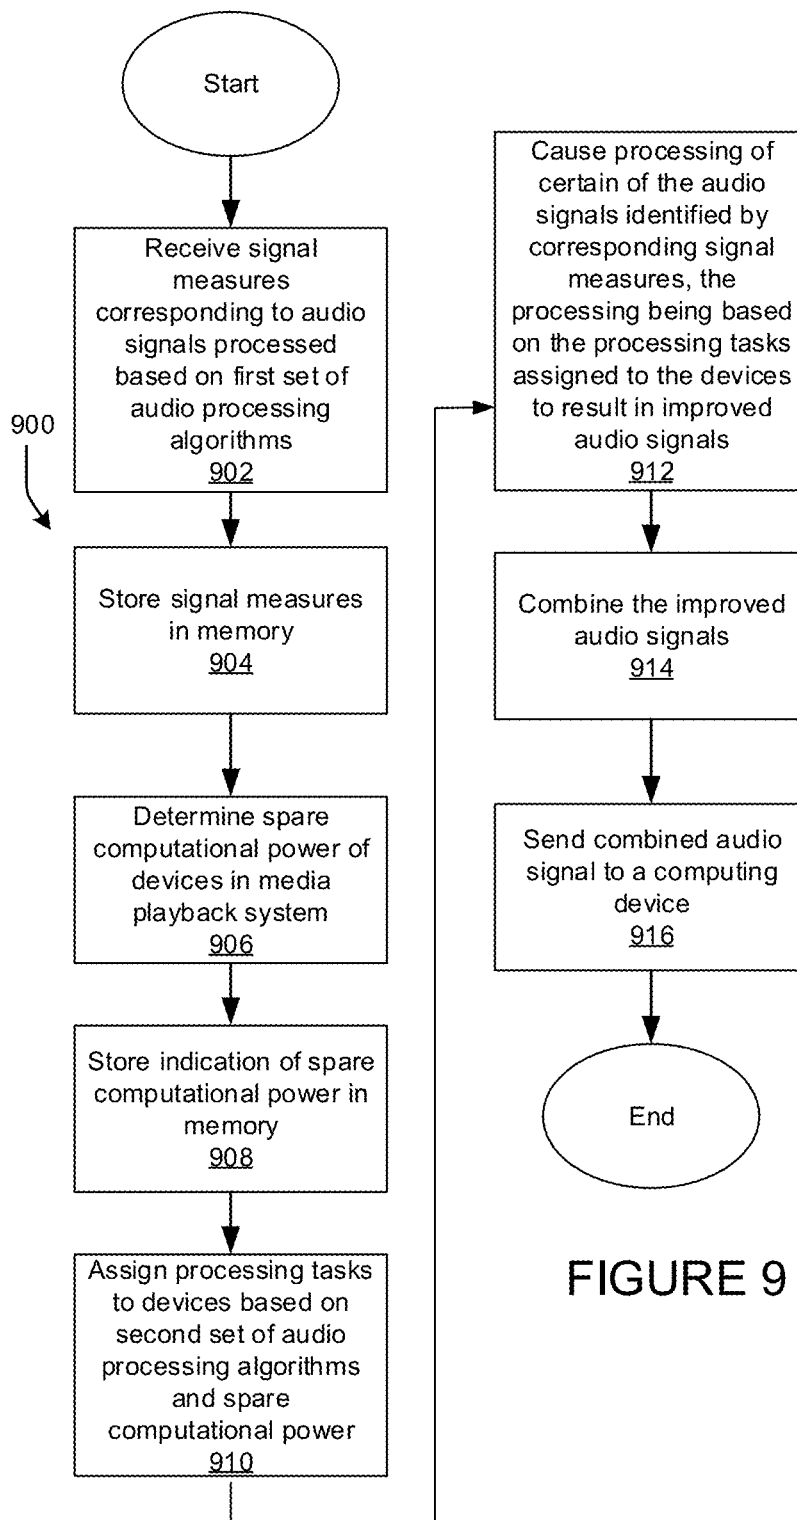 Start
Receive signal
measures
corresponding to audio
signals processed
based on first set of
audio processing
algorithms
902
900
Store signal measures
in memory
904
Determine spare
computational power of
devices in media
playback system
906
Store indication of spare
computational power in
memory
908
Assign processing tasks
to devices based on
second set of audio
processing algorithms
and spare
computational power
910
Cause processing of
certain of the audio
signals identified by
corresponding signal
measures, the
processing being based
on the processing tasks
assigned to the devices
to result in improved
audio signals
912
Combine the improved
audio signals
914
Send combined audio
signal to a computing
device
916
End
FIGURE 9